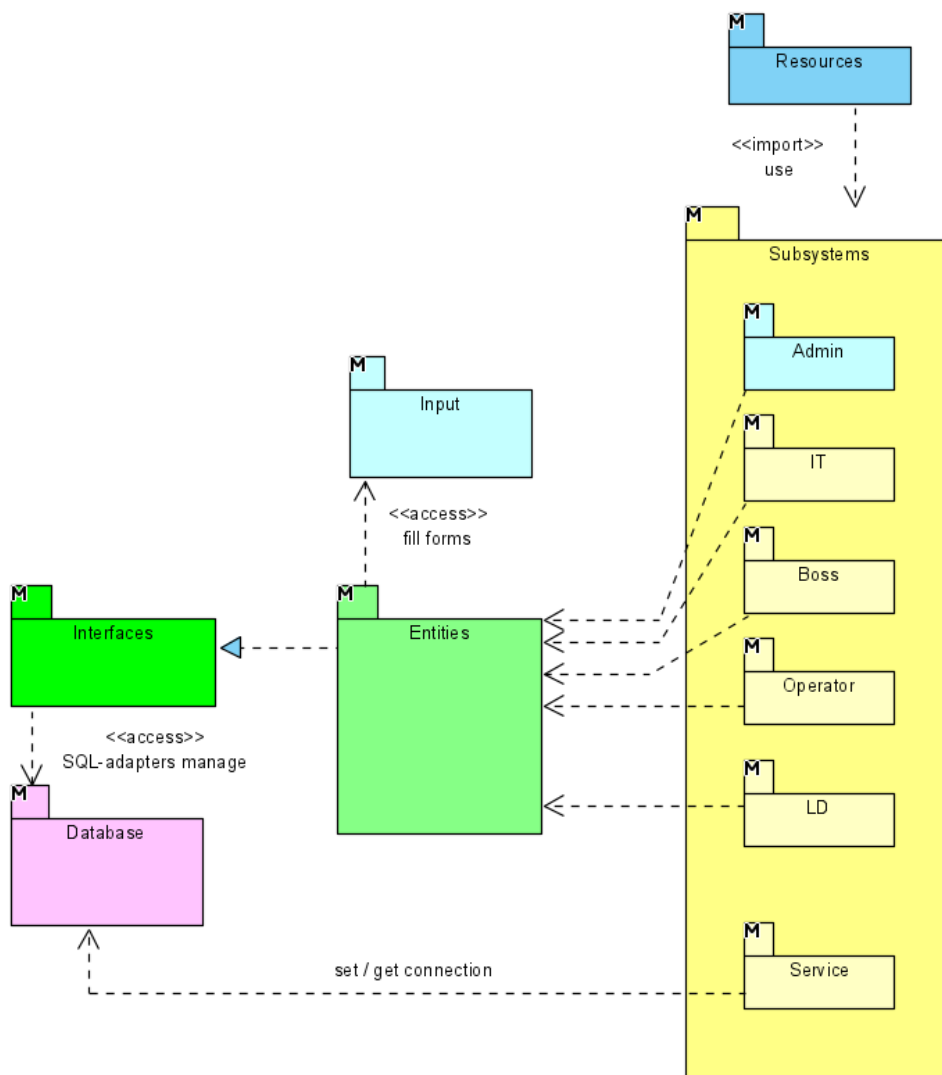 M
Resources
<<import>>
use
M
Subsystems
M
Admin
M
Input
M
IT
<<access>>
fill forms
M
Boss
M
Interfaces
M
Entities
M
Operator
<<access>>
SQL-adapters manage
M
Database
M
LD
M
Service
set / get connection